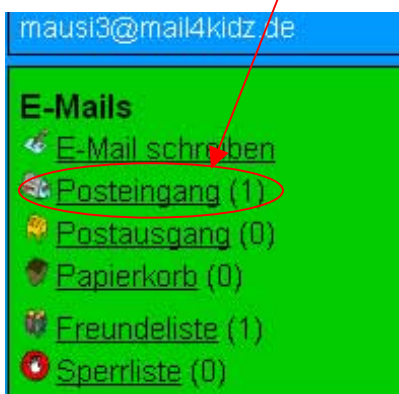 mausi3@mail4kidz.de
E-Mails
E-Mail schreiben
Posteingang (1)
Postausgang (0)
Papierkorb (0)
Freundeliste (1)
Sperrliste (0)